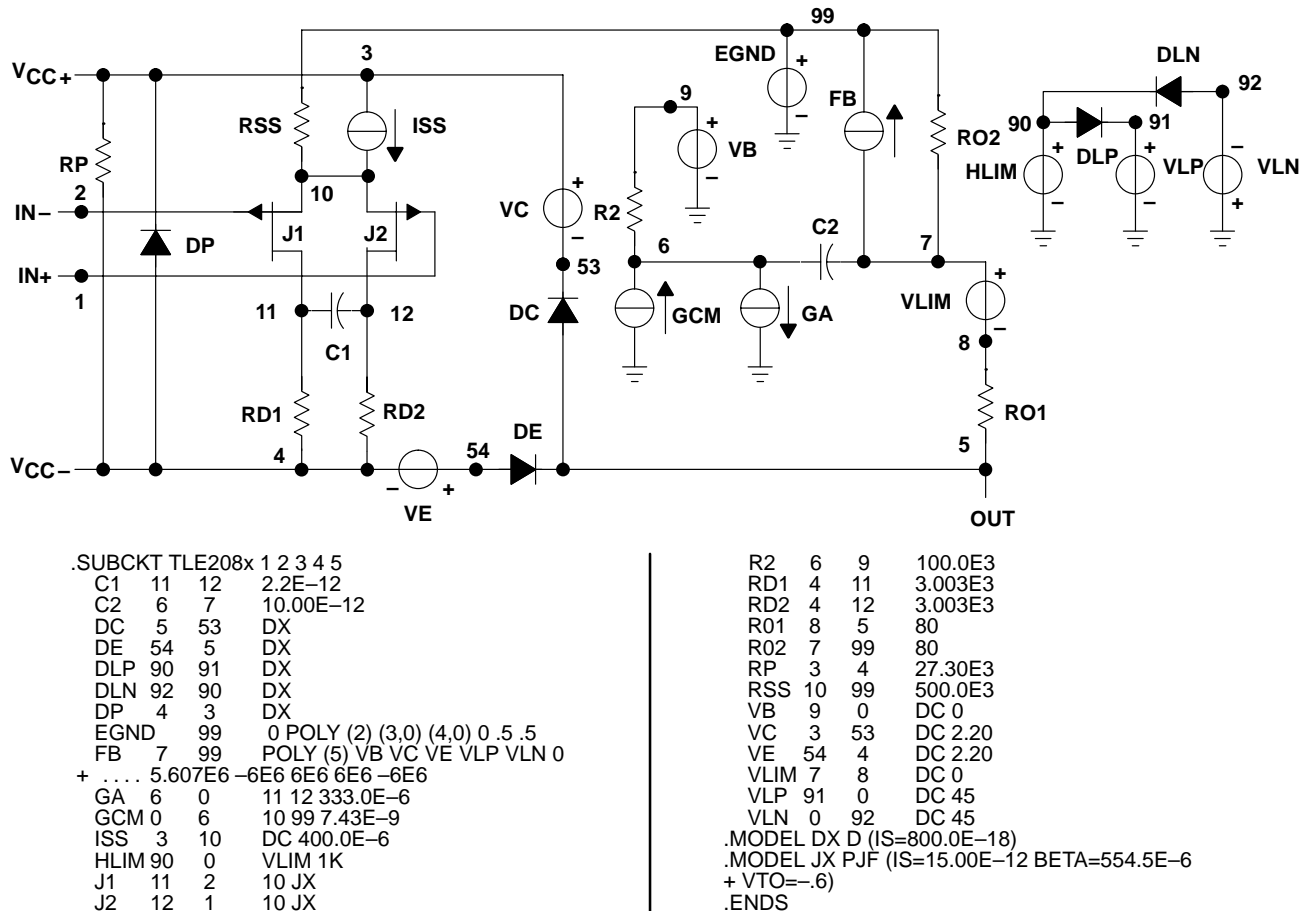 99
3
EGND
+
–
DLN
92
VCC+
9
FB
90
91
RSS
ISS
+
VB
–
RO2
HLIM
+
–
DLP
+
–
VLP
–
+
VLN
RP
2
10
+
VC
–
R2
C2
IN–
J1
J2
6
7
DP
53
+
VLIM
–
IN+
1
GCM
GA
11
12
DC
8
C1
RD1
RD2
RO1
DE
5
4
54
VCC–
–
+
VE
OUT
.SUBCKT TLE208x 1 2 3 4 5
C1 11 12 2.2E–12
C2 6 7 10.00E–12
DC 5 53 DX
DE 54 5 DX
DLP 90 91 DX
DLN 92 90 DX
DP 4 3 DX
EGND 99 0 POLY (2) (3,0) (4,0) 0 .5 .5
FB 7 99 POLY (5) VB VC VE VLP VLN 0
+ . . . . 5.607E6 –6E6 6E6 6E6 –6E6
GA 6 0 11 12 333.0E–6
GCM 0 6 10 99 7.43E–9
ISS 3 10 DC 400.0E–6
HLIM 90 0 VLIM 1K
J1 11 2 10 JX
J2 12 1 10 JX
R2 6 9 100.0E3
RD1 4 11 3.003E3
RD2 4 12 3.003E3
R01 8 5 80
R02 7 99 80
RP 3 4 27.30E3
RSS 10 99 500.0E3
VB 9 0 DC 0
VC 3 53 DC 2.20
VE 54 4 DC 2.20
VLIM 7 8 DC 0
VLP 91 0 DC 45
VLN 0 92 DC 45
.MODEL DX D (IS=800.0E–18)
.MODEL JX PJF (IS=15.00E–12 BETA=554.5E–6
+ VTO=–.6)
.ENDS